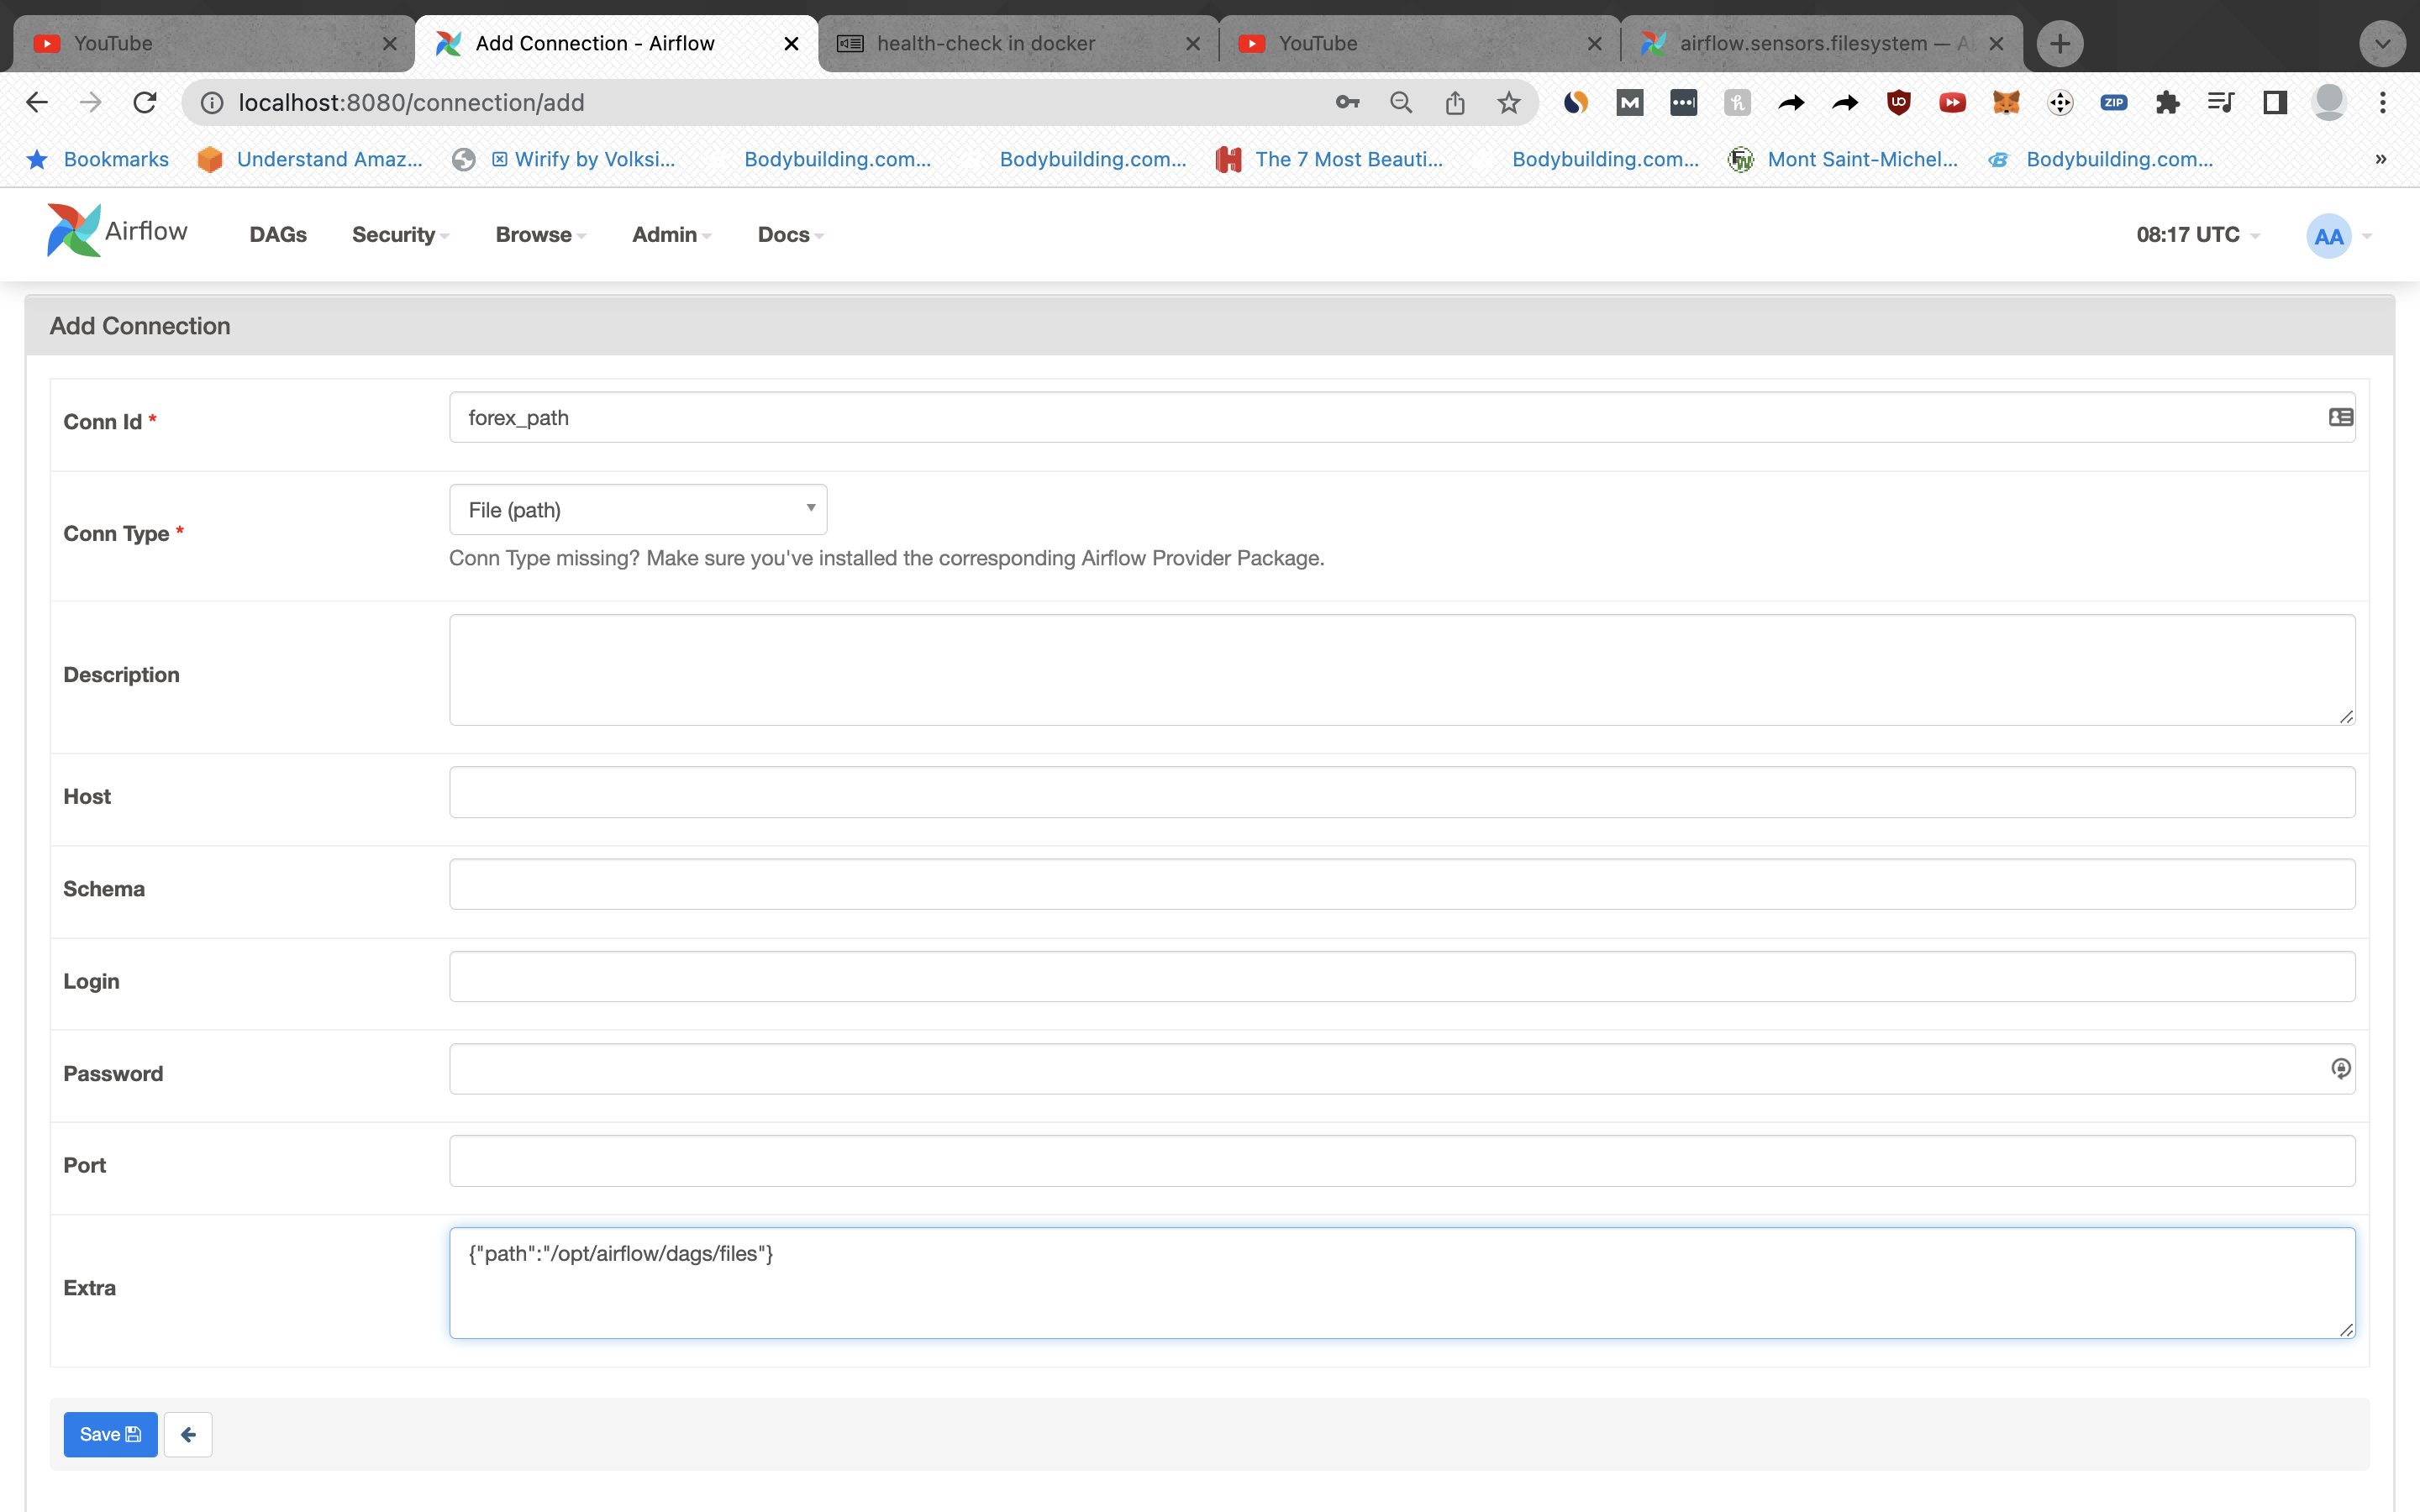 YouTube
Add Connection - Airflow
health-check in docker
YouTube
airflow.sensors.filesystem —
localhost:8080/connection/add
ZIP
Bookmarks
Understand Amaz...
Wirify by Volksi...
Bodybuilding.com...
Bodybuilding.com...
The 7 Most Beauti...
Bodybuilding.com...
Mont Saint-Michel...
Bodybuilding.com...
»
Airflow
DAGs
Security
Browse
Admin
Docs
08:17 UTC
AA
Add Connection
Conn Id *
forex_path
Conn Type *
File (path)
Conn Type missing? Make sure you've installed the corresponding Airflow Provider Package.
Description
Host
Schema
Login
Password
Port
Extra
{"path":"/opt/airflow/dags/files"}
Save